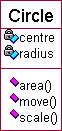 Circle
centre
radius
area()
move()
scale()